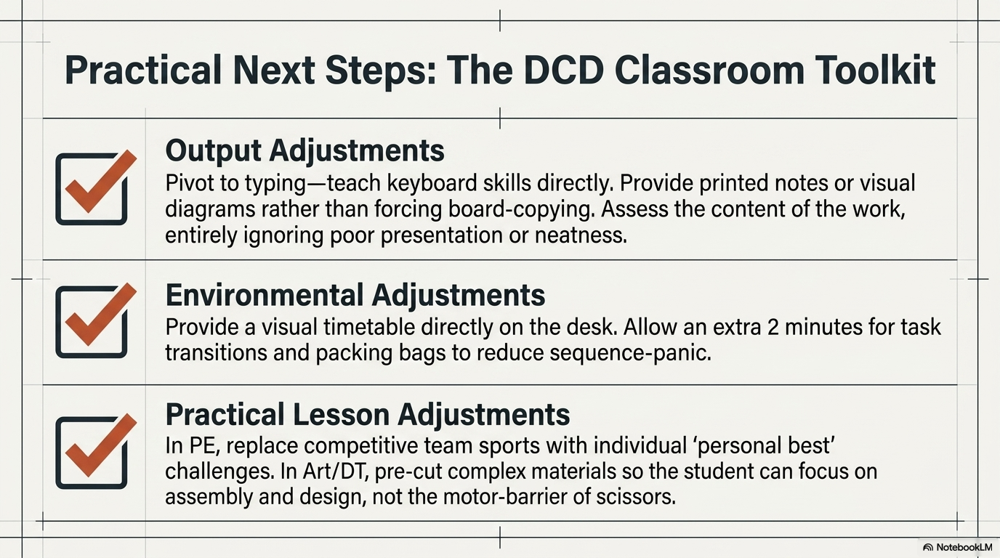 Practical Next Steps: The DCD Classroom Toolkit
Output Adjustments
Pivot to typing—teach keyboard skills directly. Provide printed notes or visual
diagrams rather than forcing board-copying. Assess the content of the work,
entirely ignoring poor presentation or neatness.
Environmental Adjustments
Provide a visual timetable directly on the desk. Allow an extra 2 minutes for task
transitions and packing bags to reduce sequence-panic.
Practical Lesson Adjustments
In PE, replace competitive team sports with individual ‘personal best’
challenges. In Art/DT, pre-cut complex materials so the student can focus on
assembly and design, not the motor-barrier of scissors.
NotebookLM